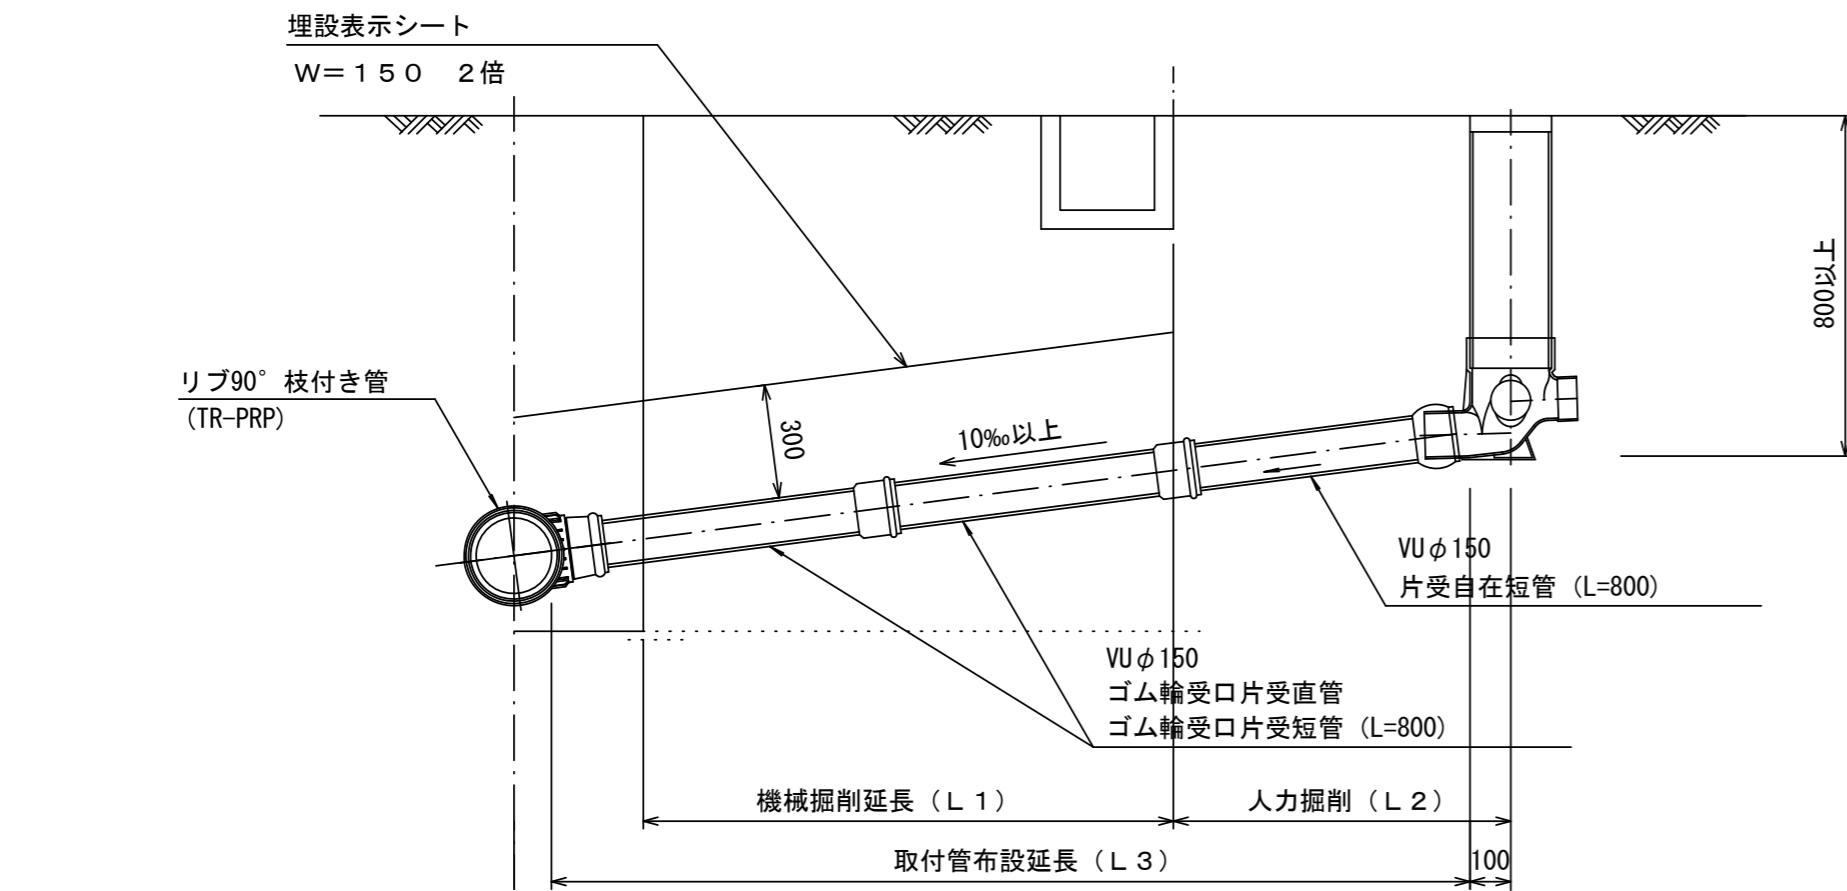 埋設表示シート
W=150 2倍
800以上
リブ90°枝付き管
(TR-PRP)
300
10‰以上
VUφ150
片受自在短管 (L=800)
VUφ150
ゴム輪受口片受直管
ゴム輪受口片受短管 (L=800)
機械掘削延長（L1）
人力掘削（L2）
取付管布設延長（L3）
100